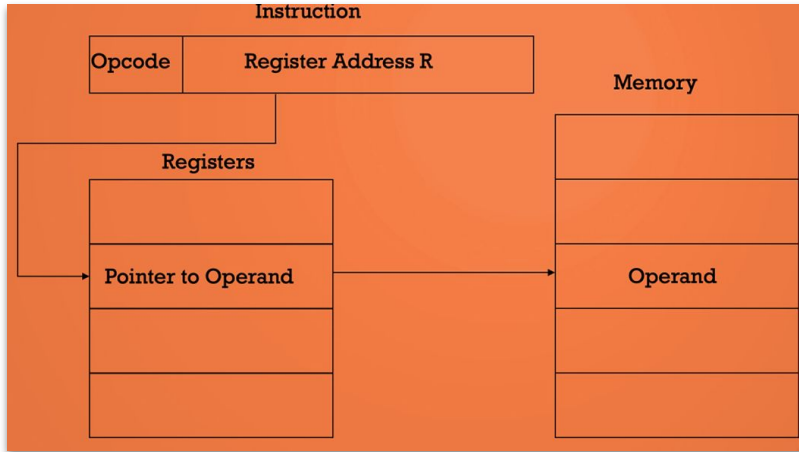 Instruction
Opcode
Register Address R
Memory
Registers
Pointer to Operand
Operand